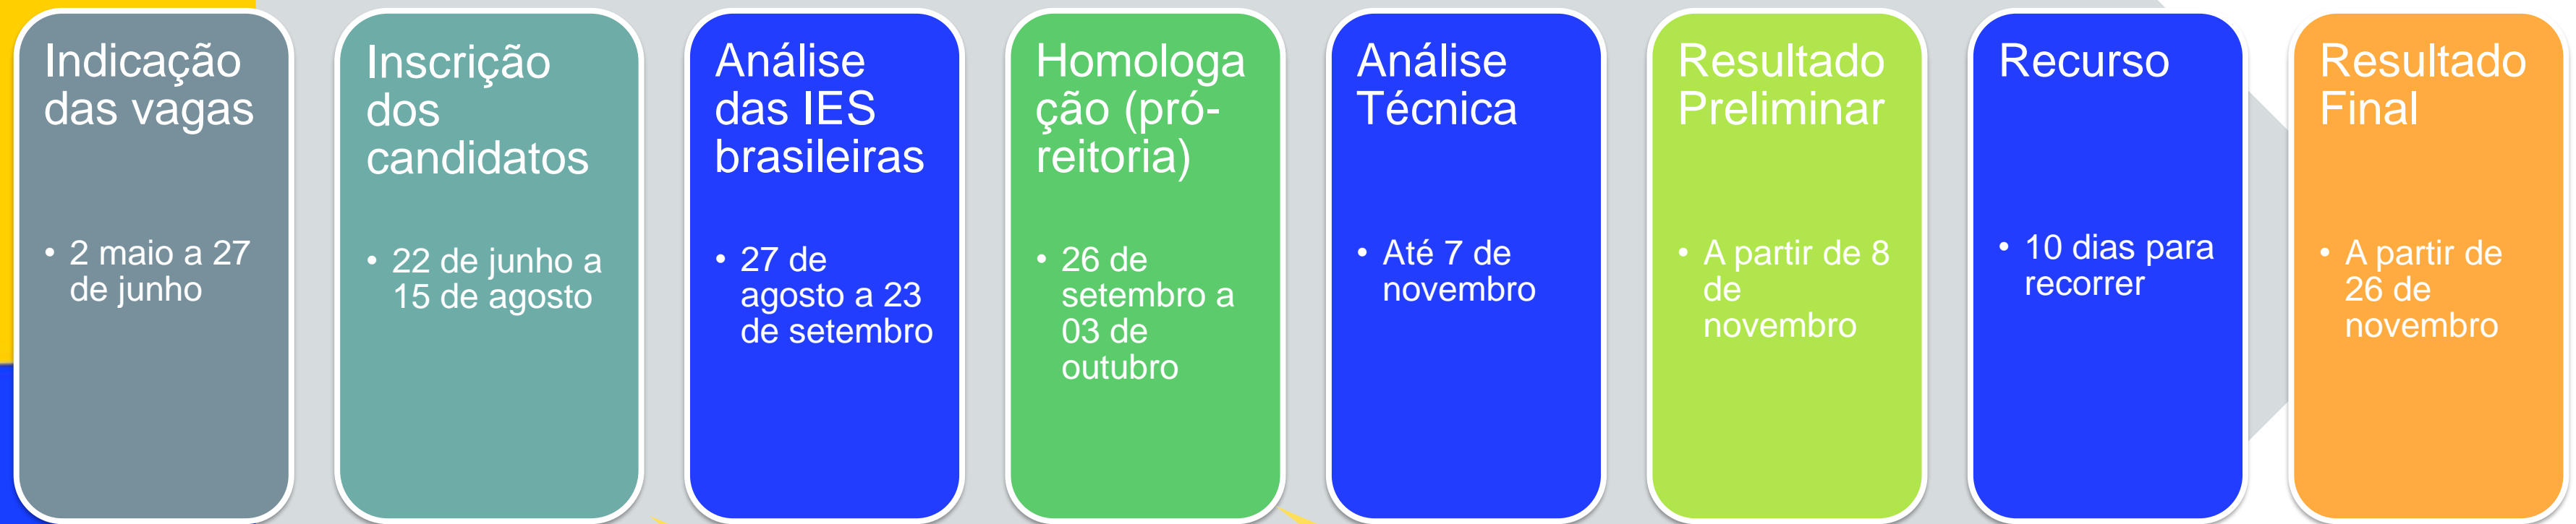 Indicação
das vagas
• 2 maio a 27
de junho
Inscrição
dos
candidatos
• 22 de junho a
15 de agosto
Análise
das IES
brasileiras
• 27 de
agosto a 23
de setembro
Homologa
ção (pró-
reitoria)
• 26 de
setembro a
03 de
outubro
Análise
Técnica
• Até 7 de
novembro
Resultado
Preliminar
• A partir de 8
de
novembro
Recurso
• 10 dias para
recorrer
Resultado
Final
• A partir de
26 de
novembro